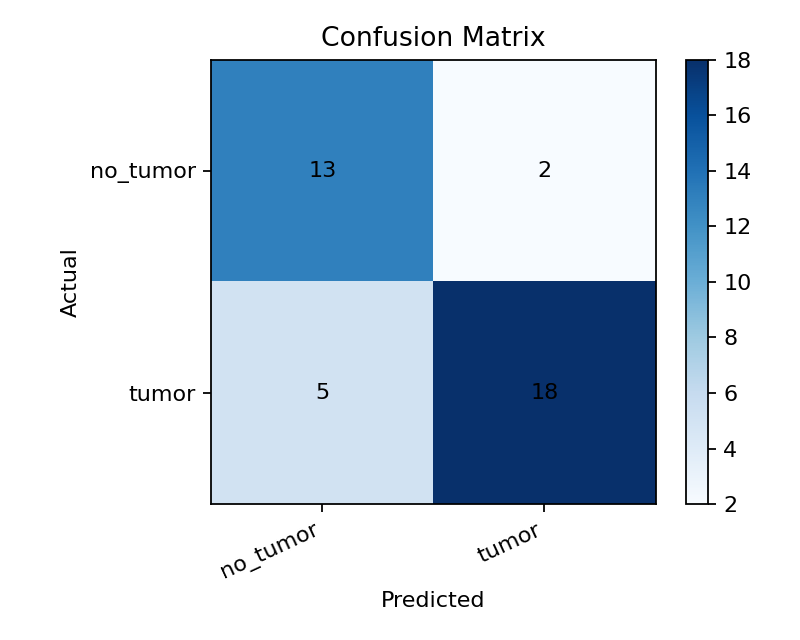 Confusion Matrix
no_tumor
tumor
Actual
13
2
5
18
no_tumor
tumor
Predicted
18
16
14
12
10
8
6
4
2